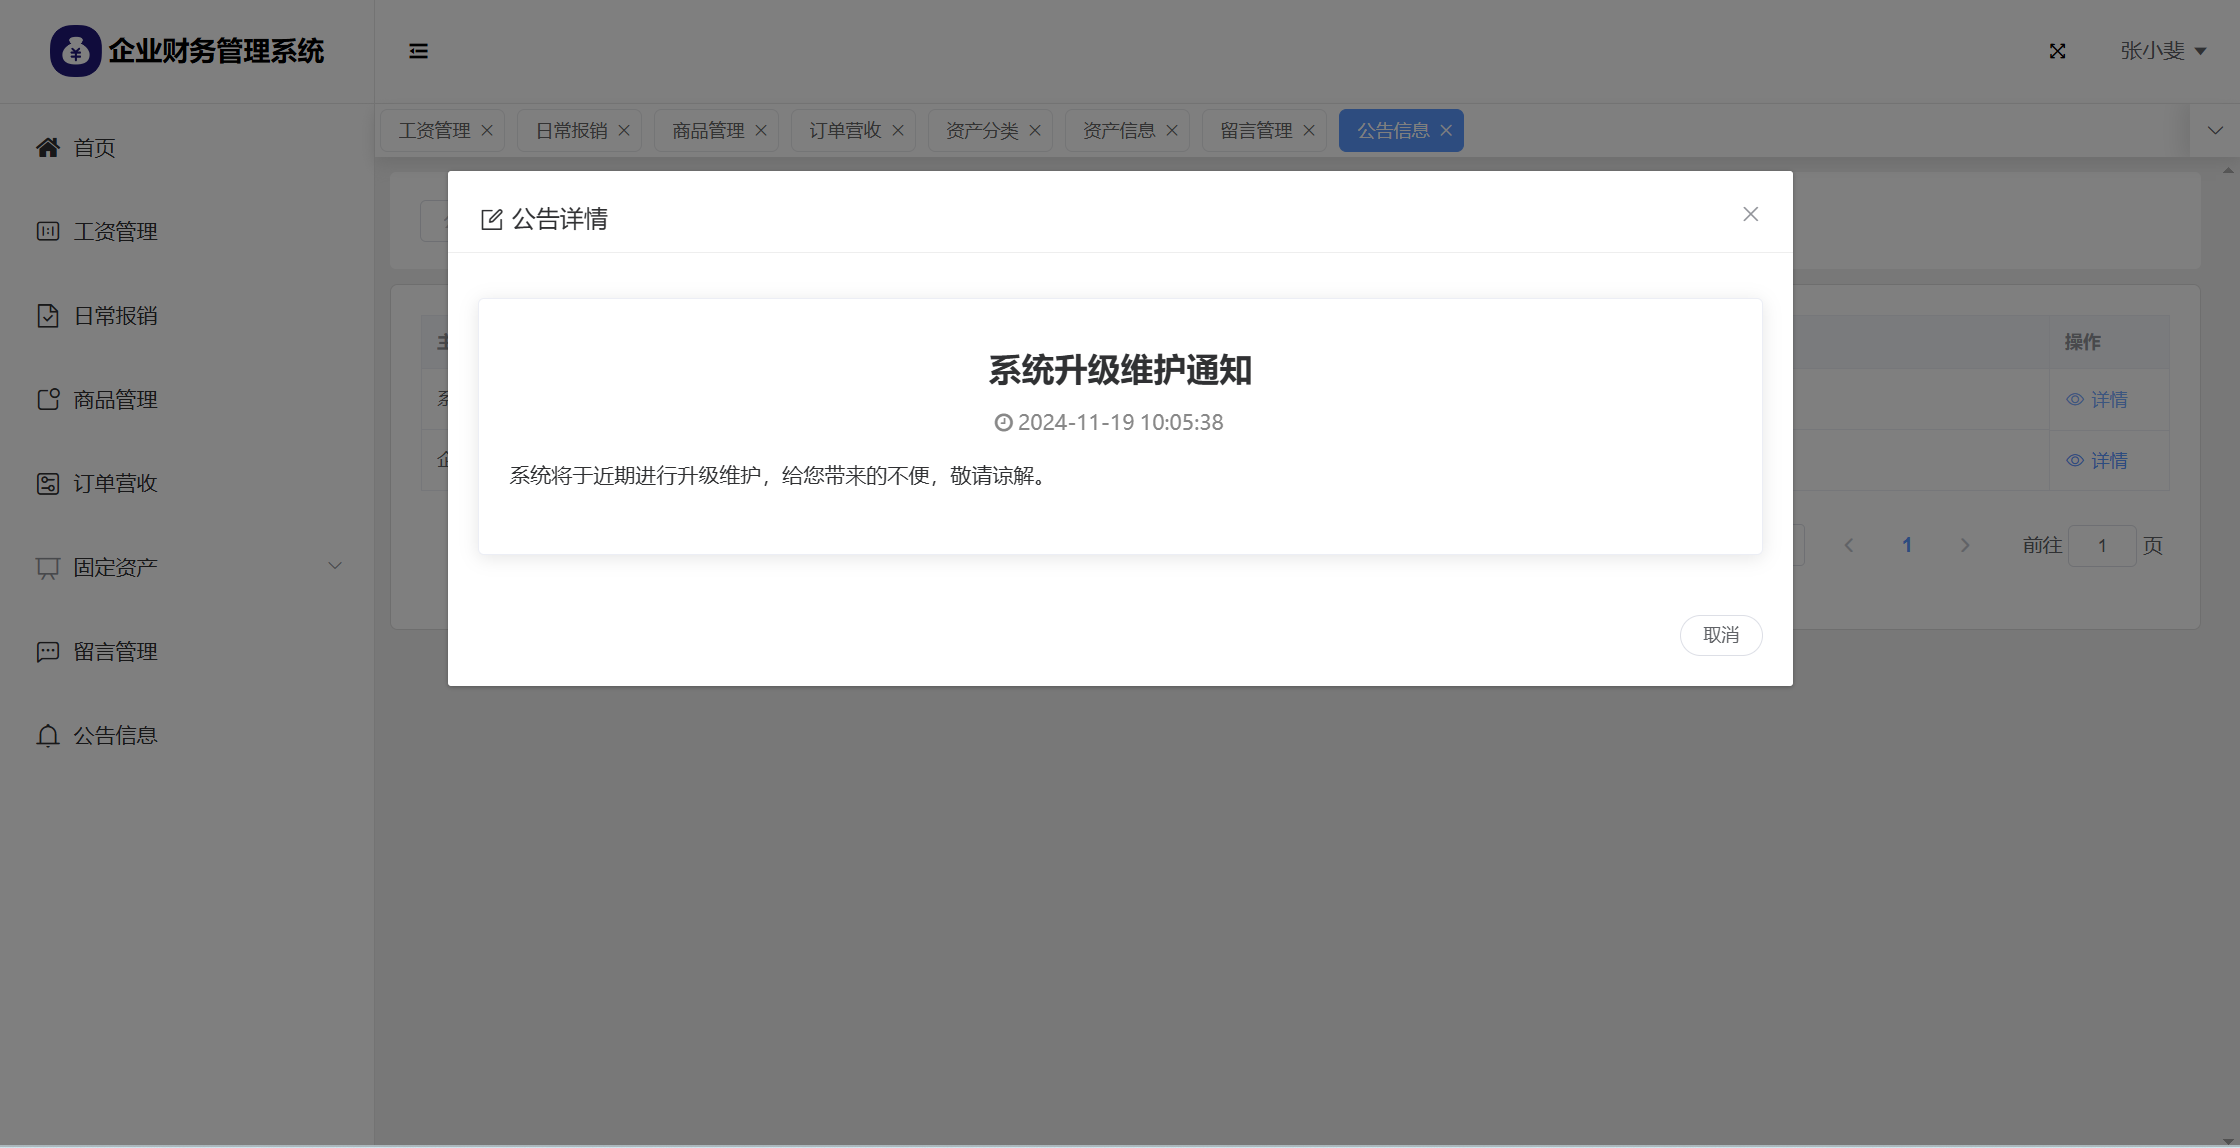 企业财务管理系统
张小斐
工资管理
日常报销
商品管理
订单营收
资产分类
资产信息
留言管理
公告信息
首页
工资管理
日常报销
商品管理
订单营收
固定资产
留言管理
公告信息
公告详情
系统升级维护通知
2024-11-19 10:05:38
系统将于近期进行升级维护，给您带来的不便，敬请谅解。
取消
操作
详情
详情
1
前往 1 页